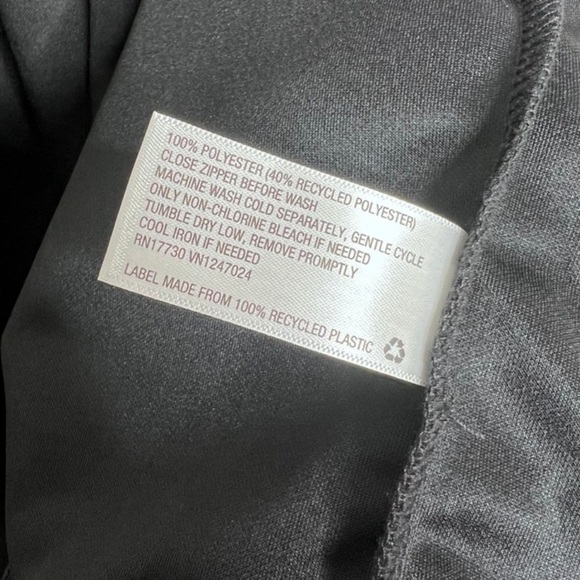 100% POLYESTER (40% RECYCLED POLYESTER)
CLOSE ZIPPER BEFORE WASH
MACHINE WASH COLD SEPARATELY, GENTLE CYCLE
ONLY NON-CHLORINE BLEACH IF NEEDED
TUMBLE DRY LOW, REMOVE PROMPTLY
COOL IRON IF NEEDED
RN17730 VN1247024
LABEL MADE FROM 100% RECYCLED PLASTIC